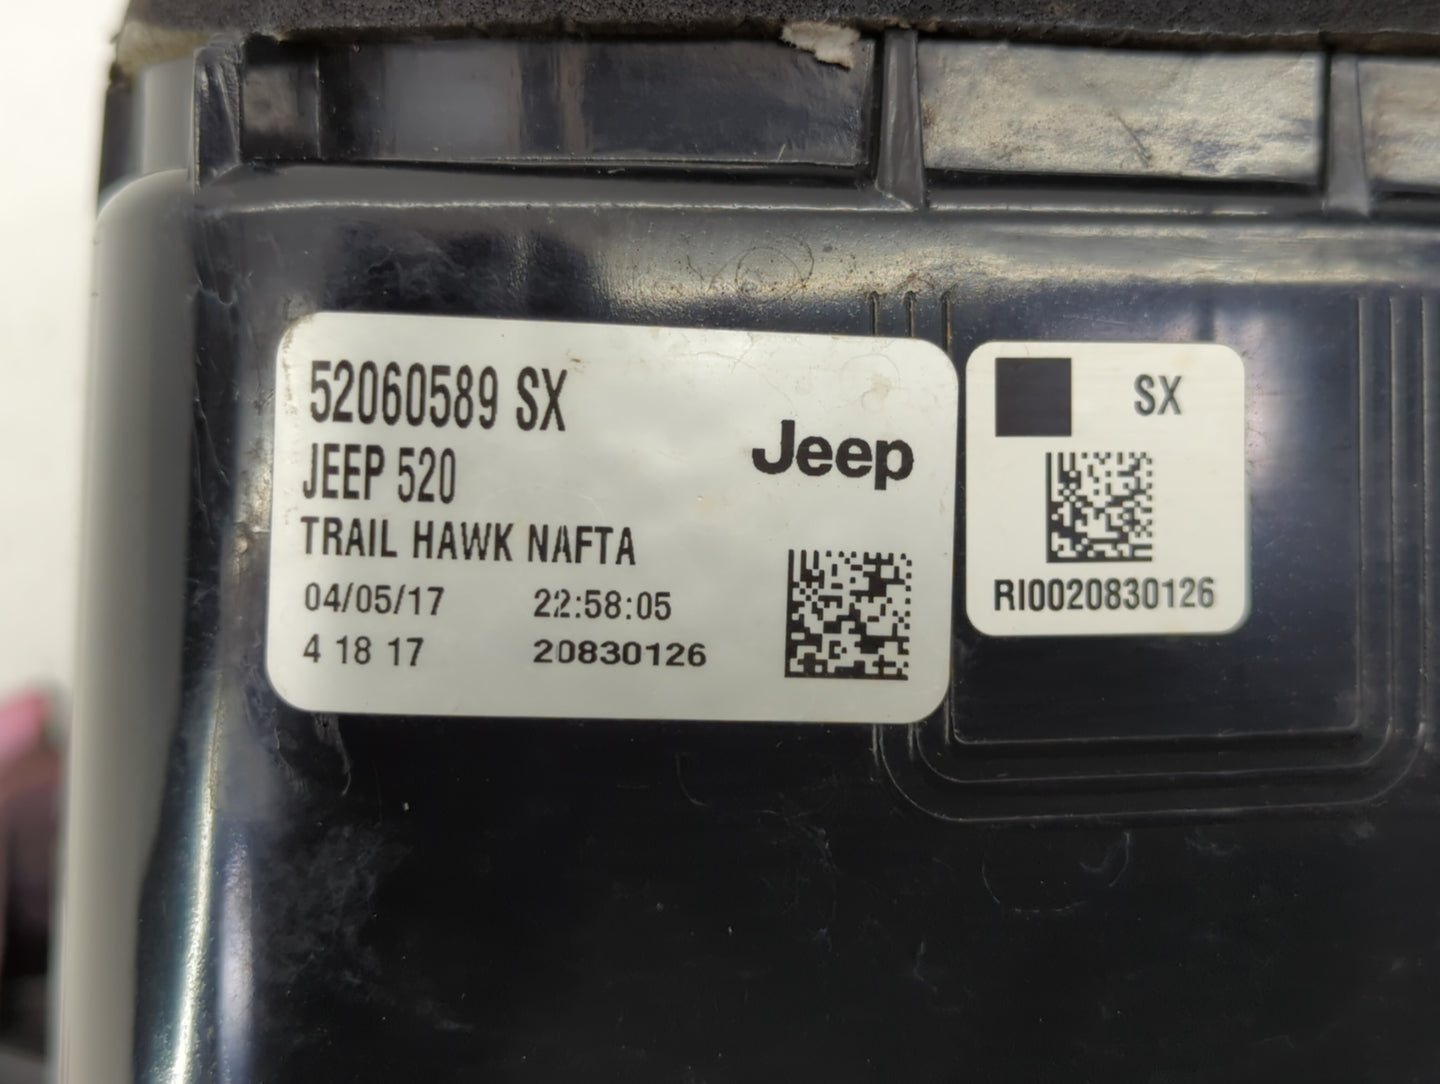 52060589 SX
JEEP 520
Jeep
TRAIL HAWK NAFTA
04/05/17 22:58:05
4 18 17 20830126
SX
RI0020830126